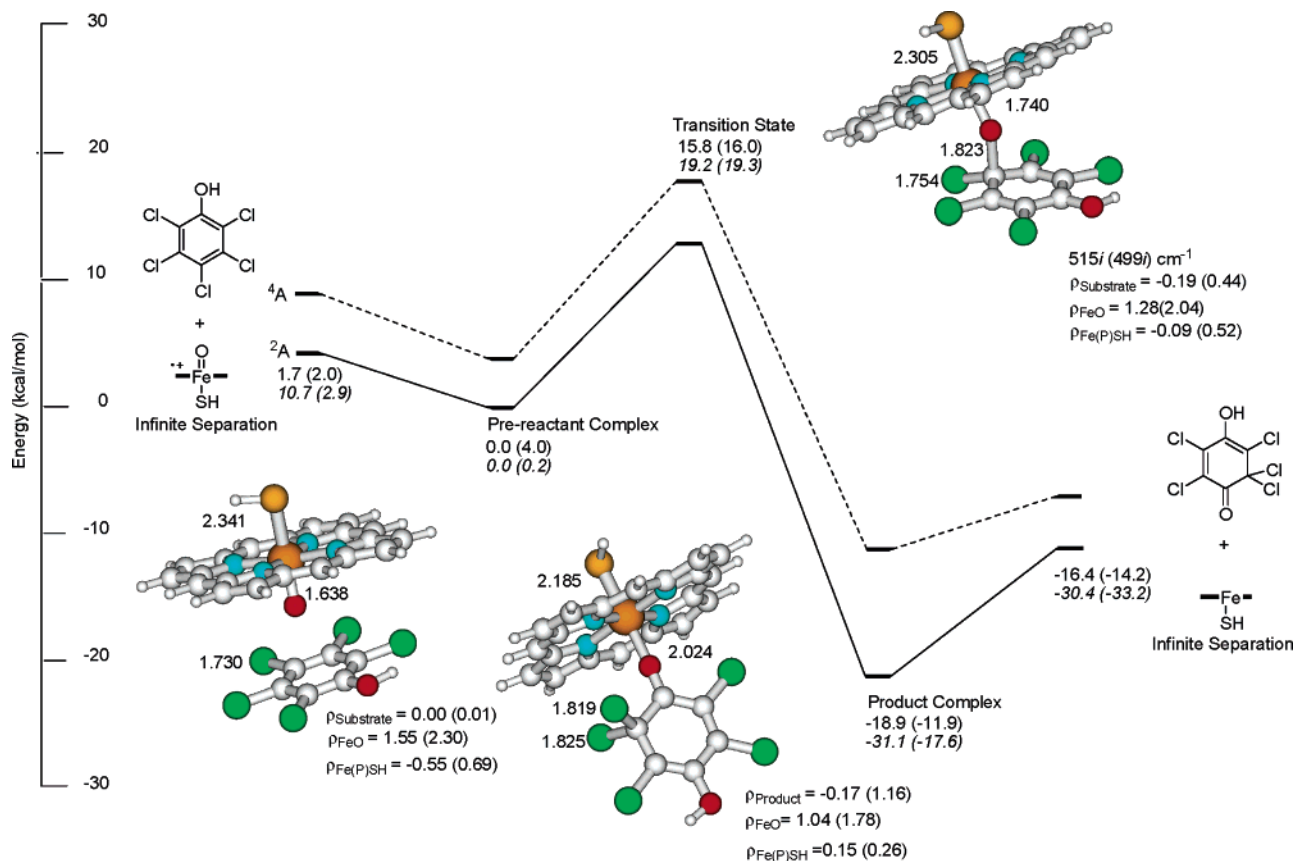 30
20
10
0
-10
-20
-30
Energy (kcal/mol)
OH
Cl
Cl
Cl
Cl
Cl
+
·+
O
Fe
SH
Infinite Separation
⁴A
²A
1.7 (2.0)
10.7 (2.9)
Pre-reactant Complex
0.0 (4.0)
0.0 (0.2)
2.341
1.638
1.730
ρSubstrate = 0.00 (0.01)
ρFeO = 1.55 (2.30)
ρFe(P)SH = -0.55 (0.69)
Transition State
15.8 (16.0)
19.2 (19.3)
2.305
1.740
1.823
1.754
515i (499i) cm⁻¹
ρSubstrate = -0.19 (0.44)
ρFeO = 1.28(2.04)
ρFe(P)SH = -0.09 (0.52)
2.185
2.024
1.819
1.825
ρProduct = -0.17 (1.16)
ρFeO= 1.04 (1.78)
ρFe(P)SH =0.15 (0.26)
Product Complex
-18.9 (-11.9)
-31.1 (-17.6)
-16.4 (-14.2)
-30.4 (-33.2)
OH
Cl
Cl
Cl
Cl
Cl
O
+
Fe
SH
Infinite Separation